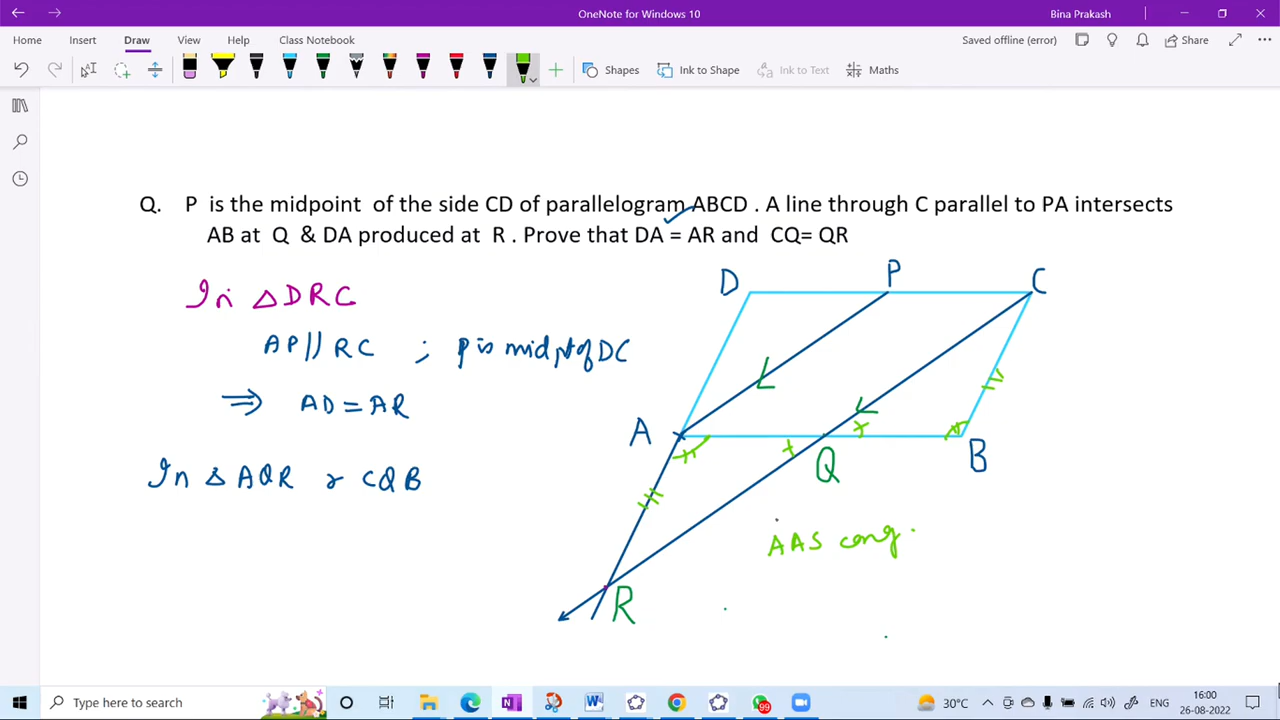 OneNote for Windows 10
Bina Prakash
Home Insert Draw View Help Class Notebook
Saved offline (error)
Share
Shapes
Ink to Shape
Ink to Text
Maths
Q. P is the midpoint of the side CD of parallelogram ABCD . A line through C parallel to PA intersects
AB at Q & DA produced at R . Prove that DA = AR and CQ= QR
D P C
In △DRC
AP || RC ; P is mid pt of DC
⇒ AD = AR
A
B
Q
In △ AQR & CQB
AAS cong.
R
Type here to search
99
30°C
ENG
16:00
26-08-2022